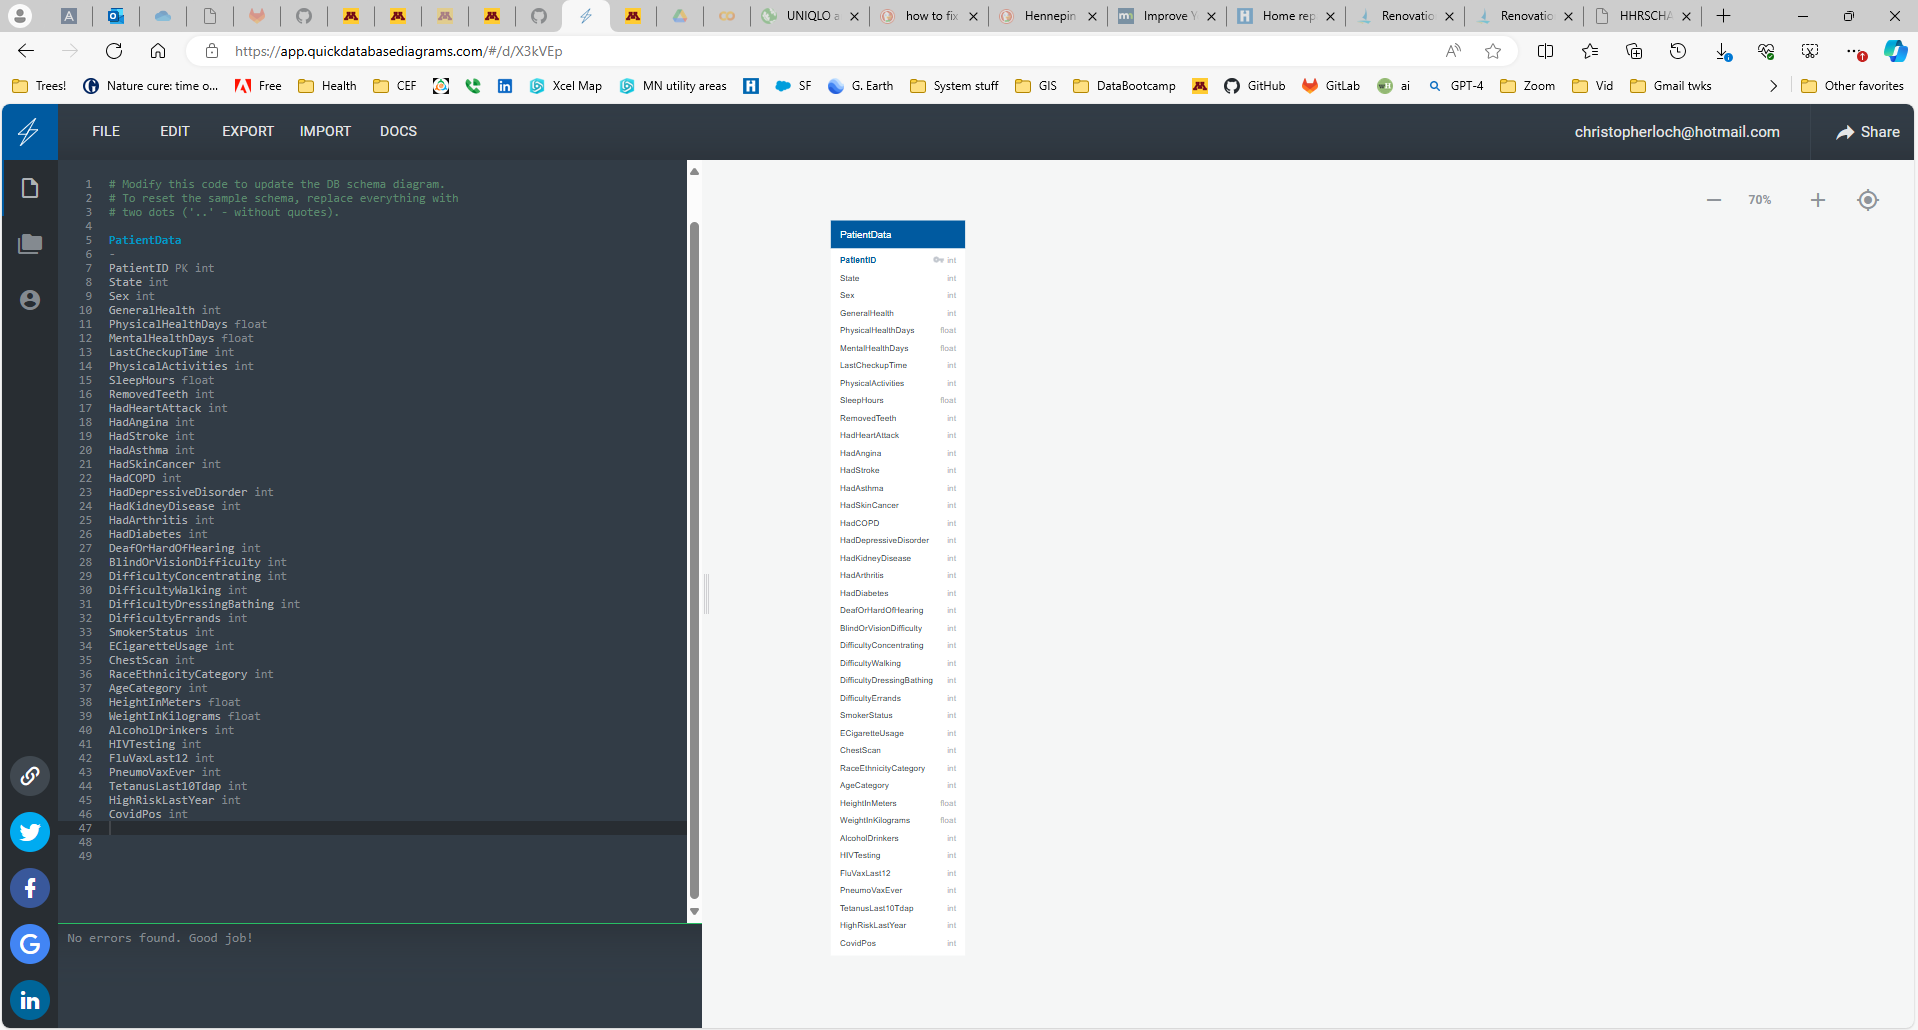 UNIQLO a
how to fix
Hennepin
Improve Y
Home rep
Renovatio
Renovatio
HHRSCHA
https://app.quickdatabasediagrams.com/#/d/X3kVEp
Trees!
Nature cure: time o...
Free
Health
CEF
Xcel Map
MN utility areas
SF
G. Earth
System stuff
GIS
DataBootcamp
GitHub
GitLab
ai
GPT-4
Zoom
Vid
Gmail twks
Other favorites
FILE
EDIT
EXPORT
IMPORT
DOCS
christopherloch@hotmail.com
Share
1 # Modify this code to update the DB schema diagram.
2 # To reset the sample schema, replace everything with
3 # two dots ('..' - without quotes).
4
5 PatientData
6 -
7 PatientID PK int
8 State int
9 Sex int
10 GeneralHealth int
11 PhysicalHealthDays float
12 MentalHealthDays float
13 LastCheckupTime int
14 PhysicalActivities int
15 SleepHours float
16 RemovedTeeth int
17 HadHeartAttack int
18 HadAngina int
19 HadStroke int
20 HadAsthma int
21 HadSkinCancer int
22 HadCOPD int
23 HadDepressiveDisorder int
24 HadKidneyDisease int
25 HadArthritis int
26 HadDiabetes int
27 DeafOrHardOfHearing int
28 BlindOrVisionDifficulty int
29 DifficultyConcentrating int
30 DifficultyWalking int
31 DifficultyDressingBathing int
32 DifficultyErrands int
33 SmokerStatus int
34 ECigaretteUsage int
35 ChestScan int
36 RaceEthnicityCategory int
37 AgeCategory int
38 HeightInMeters float
39 WeightInKilograms float
40 AlcoholDrinkers int
41 HIVTesting int
42 FluVaxLast12 int
43 PneumoVaxEver int
44 TetanusLast10Tdap int
45 HighRiskLastYear int
46 CovidPos int
47
48
49
No errors found. Good job!
70%
PatientData
PatientID int
State int
Sex int
GeneralHealth int
PhysicalHealthDays float
MentalHealthDays float
LastCheckupTime int
PhysicalActivities int
SleepHours float
RemovedTeeth int
HadHeartAttack int
HadAngina int
HadStroke int
HadAsthma int
HadSkinCancer int
HadCOPD int
HadDepressiveDisorder int
HadKidneyDisease int
HadArthritis int
HadDiabetes int
DeafOrHardOfHearing int
BlindOrVisionDifficulty int
DifficultyConcentrating int
DifficultyWalking int
DifficultyDressingBathing int
DifficultyErrands int
SmokerStatus int
ECigaretteUsage int
ChestScan int
RaceEthnicityCategory int
AgeCategory int
HeightInMeters float
WeightInKilograms float
AlcoholDrinkers int
HIVTesting int
FluVaxLast12 int
PneumoVaxEver int
TetanusLast10Tdap int
HighRiskLastYear int
CovidPos int